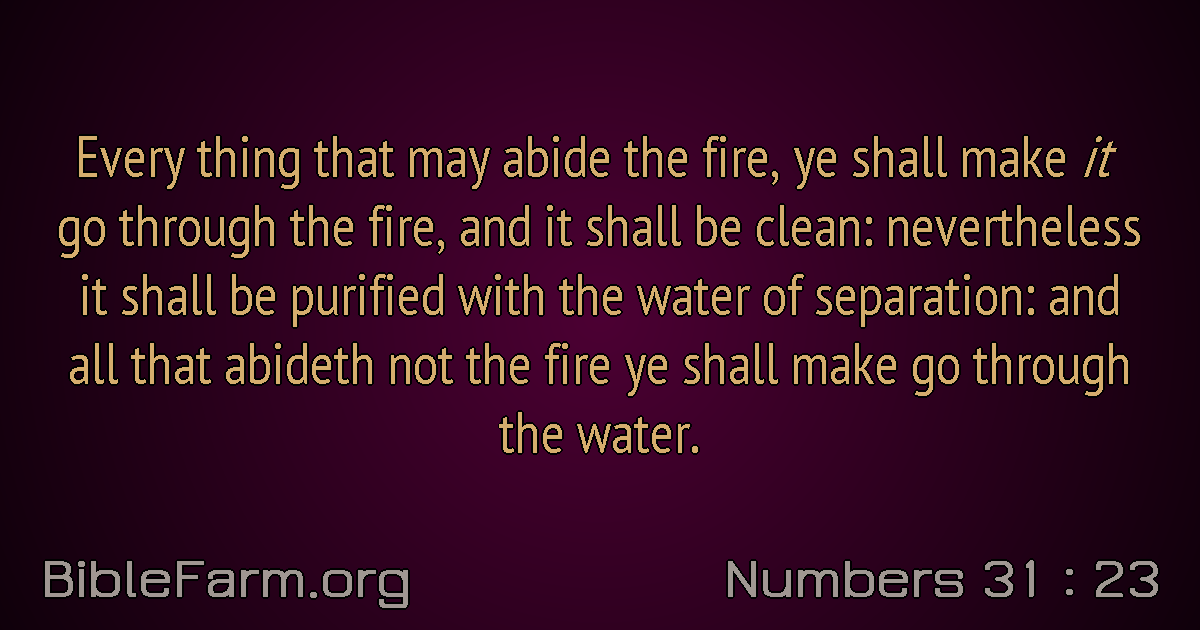 Every thing that may abide the fire, ye shall make it
go through the fire, and it shall be clean: nevertheless
it shall be purified with the water of separation: and
all that abideth not the fire ye shall make go through
the water.
BibleFarm.org
Numbers 31 : 23